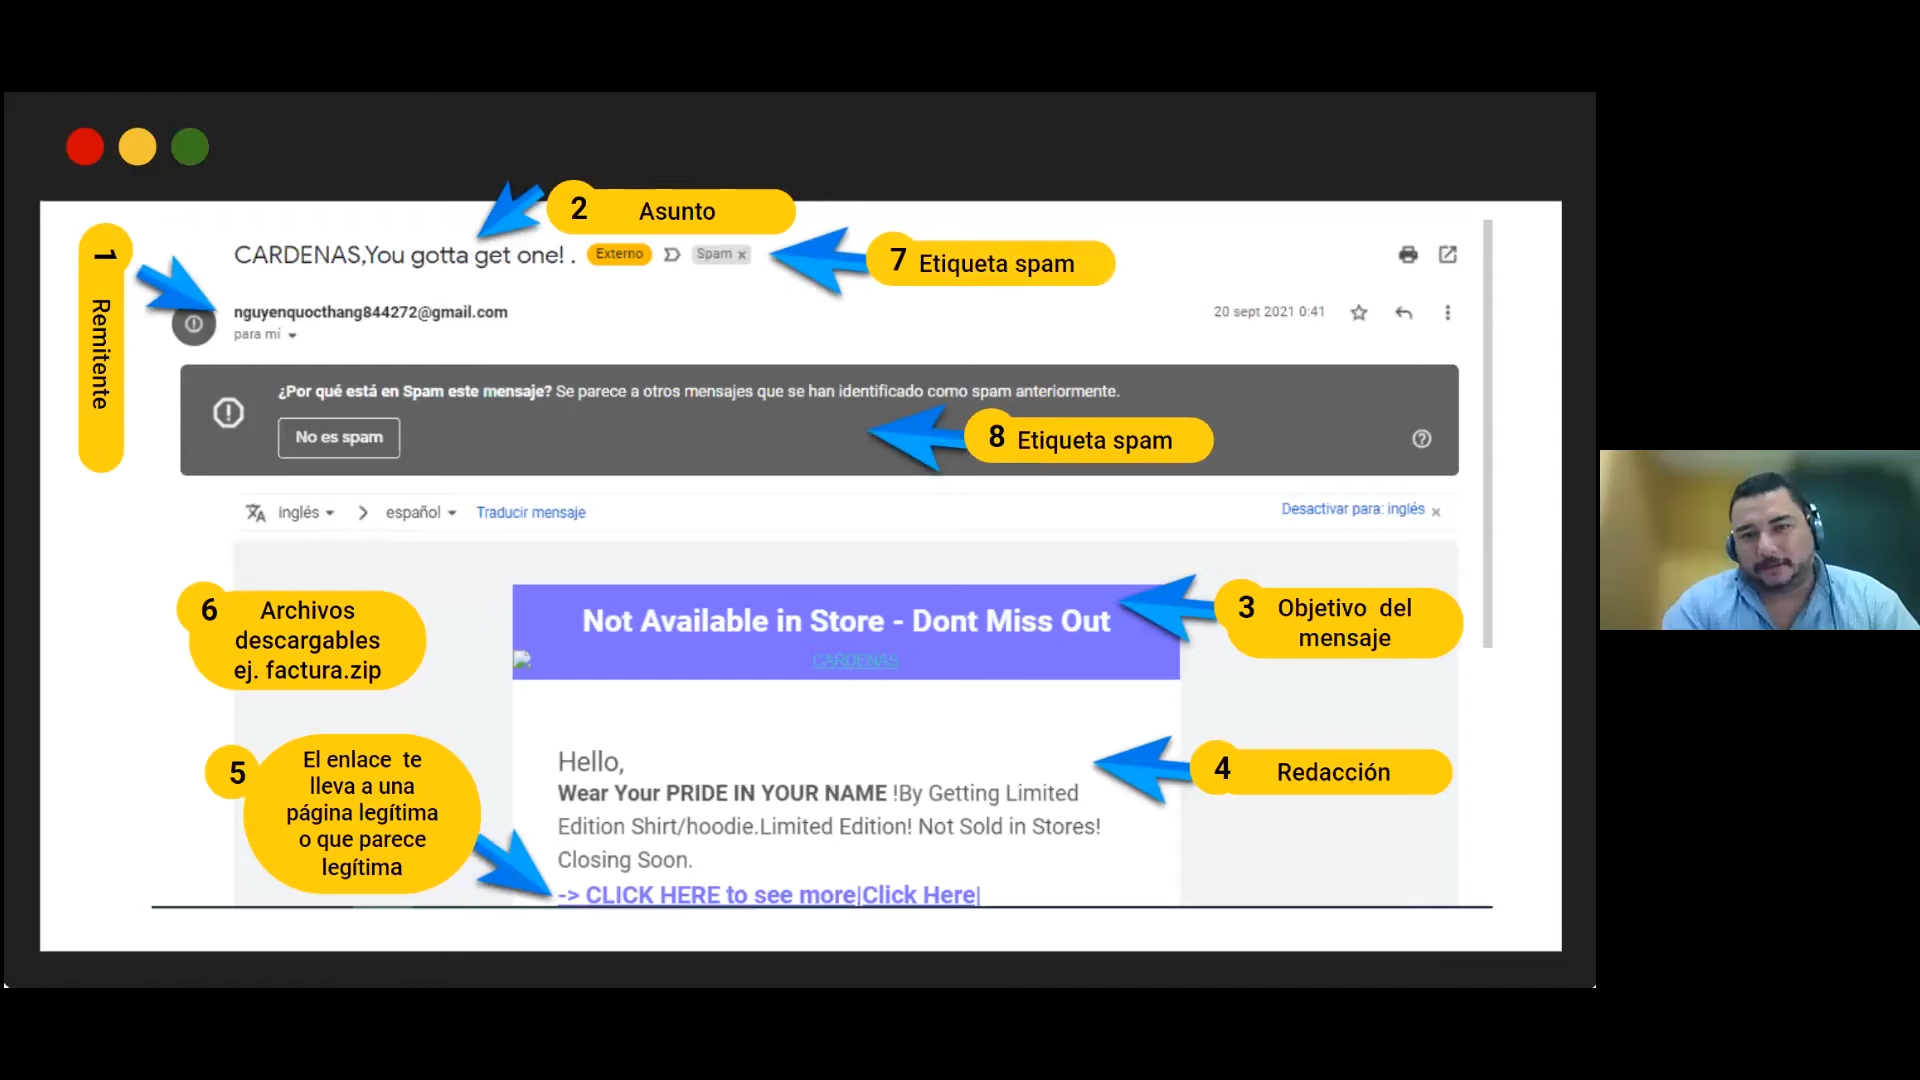 2 Asunto
CARDENAS,You gotta get one! . Externo Spam x
7 Etiqueta spam
1 Remitente
nguyenquocthang844272@gmail.com
20 sept 2021 0:41
para mí
¿Por qué está en Spam este mensaje? Se parece a otros mensajes que se han identificado como spam anteriormente.
No es spam
8 Etiqueta spam
inglés > español Traducir mensaje
Desactivar para: inglés x
6 Archivos
descargables
ej. factura.zip
Not Available in Store - Dont Miss Out
CARDENAS
3 Objetivo del
mensaje
5 El enlace te
lleva a una
página legítima
o que parece
legítima
Hello,
Wear Your PRIDE IN YOUR NAME !By Getting Limited
Edition Shirt/hoodie.Limited Edition! Not Sold in Stores!
Closing Soon.
-> CLICK HERE to see more|Click Here|
4 Redacción